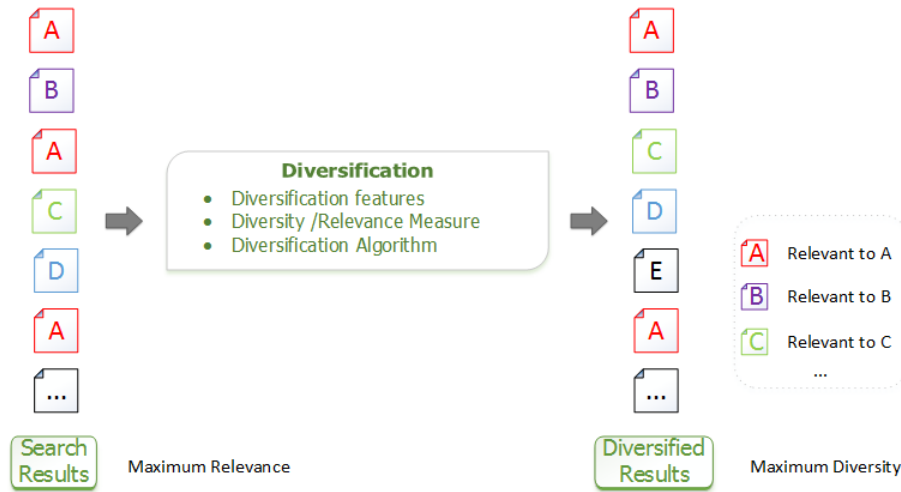 A
B
A
C
D
A
...
Search
Results
Maximum Relevance
Diversification
• Diversification features
• Diversity /Relevance Measure
• Diversification Algorithm
A
B
C
D
E
A
...
Diversified
Results
Maximum Diversity
A Relevant to A
B Relevant to B
C Relevant to C
...